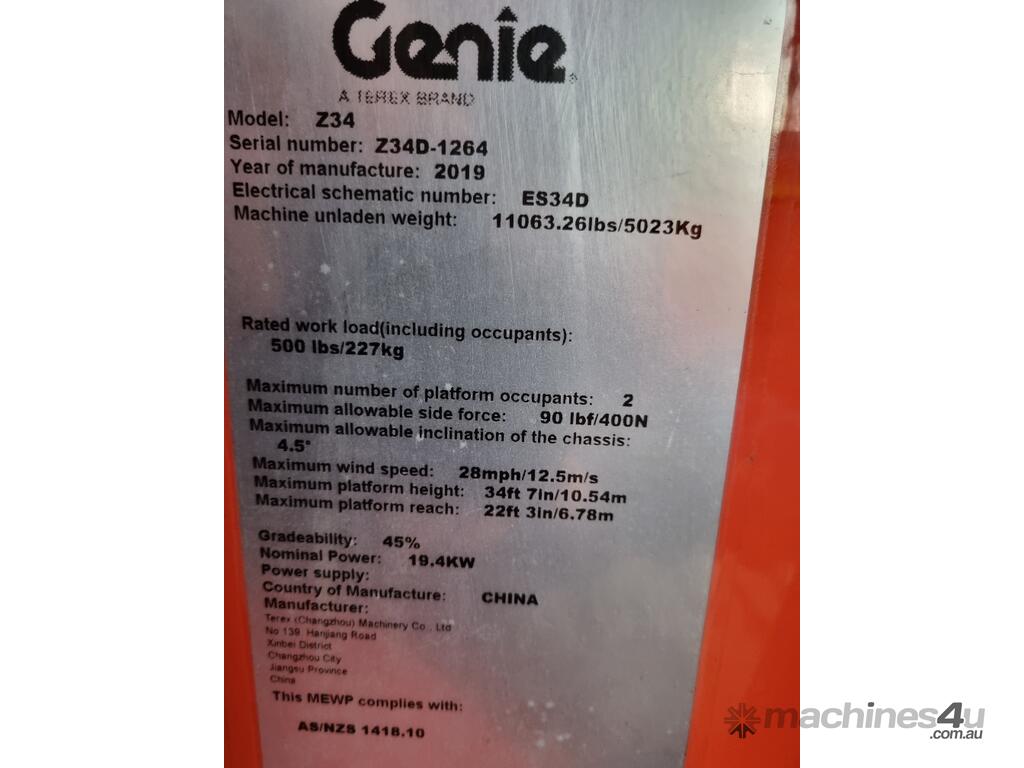 Genie
A TEREX BRAND
Model: Z34
Serial number: Z34D-1264
Year of manufacture: 2019
Electrical schematic number: ES34D
Machine unladen weight: 11063.26lbs/5023Kg
Rated work load(including occupants):
500 lbs/227kg
Maximum number of platform occupants: 2
Maximum allowable side force: 90 lbf/400N
Maximum allowable inclination of the chassis:
4.5°
Maximum wind speed: 28mph/12.5m/s
Maximum platform height: 34ft 7in/10.54m
Maximum platform reach: 22ft 3in/6.78m
Gradeability: 45%
Nominal Power: 19.4KW
Power supply:
Country of Manufacture: CHINA
Manufacturer:
Terex (Changzhou) Machinery Co., Ltd
No 139 Hanjiang Road
Xinbei District
Changzhou City
Jiangsu Province
China
This MEWP complies with:
AS/NZS 1418.10
machines4u
.com.au